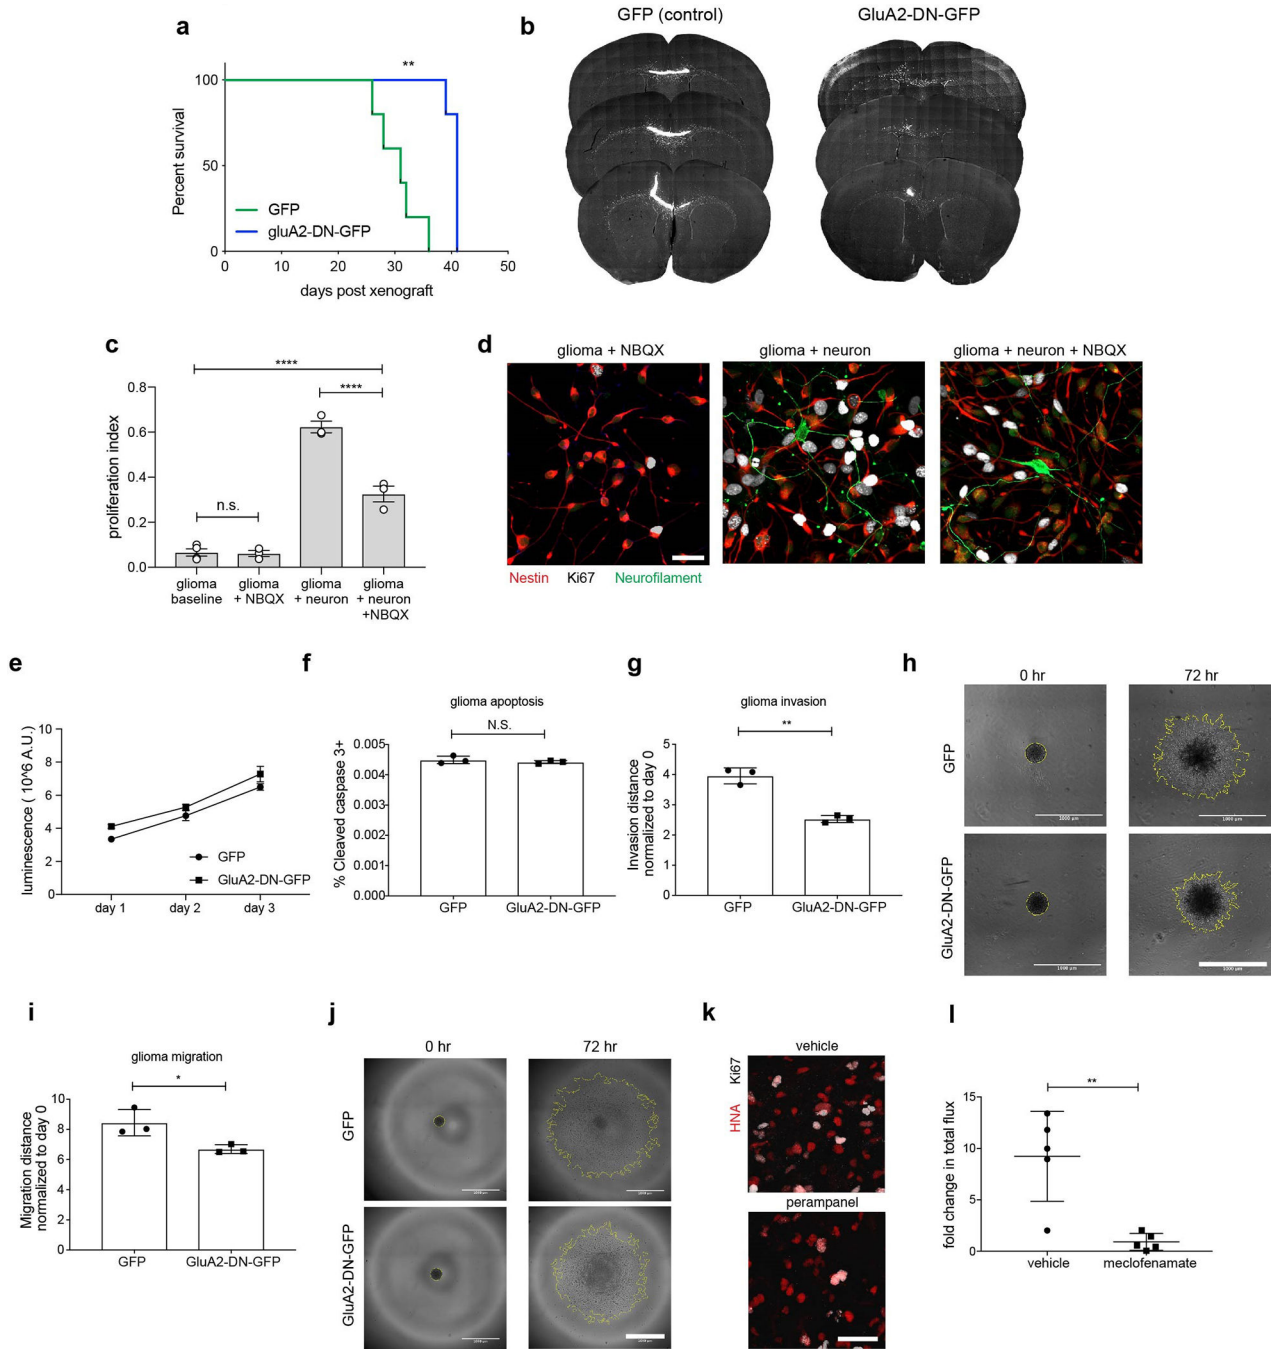 a
100
50
0
Percent survival
**
GFP
gluA2-DN-GFP
0 10 20 30 40 50
days post xenograft
b
GFP (control) GluA2-DN-GFP
c
0.8
0.6
0.4
0.2
0.0
proliferation index
****
****
n.s.
glioma glioma glioma glioma
baseline + NBQX + neuron + neuron
+NBQX
d
glioma + NBQX glioma + neuron glioma + neuron + NBQX
Nestin Ki67 Neurofilament
e
10
8
6
4
2
0
luminescence ( 10^6 A.U.)
GFP
GluA2-DN-GFP
day 1 day 2 day 3
f
glioma apoptosis
N.S.
0.005
0.004
0.003
0.002
0.001
0.000
% Cleaved caspase 3+
GFP GluA2-DN-GFP
g
glioma invasion
**
5
4
3
2
1
0
Invasion distance
normalized to day 0
GFP GluA2-DN-GFP
h
0 hr 72 hr
GFP
1000 µm 1000 µm
GluA2-DN-GFP
1000 µm 1000 µm
i
glioma migration
*
10
8
6
4
2
0
Migration distance
normalized to day 0
GFP GluA2-DN-GFP
j
0 hr 72 hr
GFP
GluA2-DN-GFP
k
vehicle
HNA Ki67
perampanel
l
**
15
10
5
0
fold change in total flux
vehicle meclofenamate